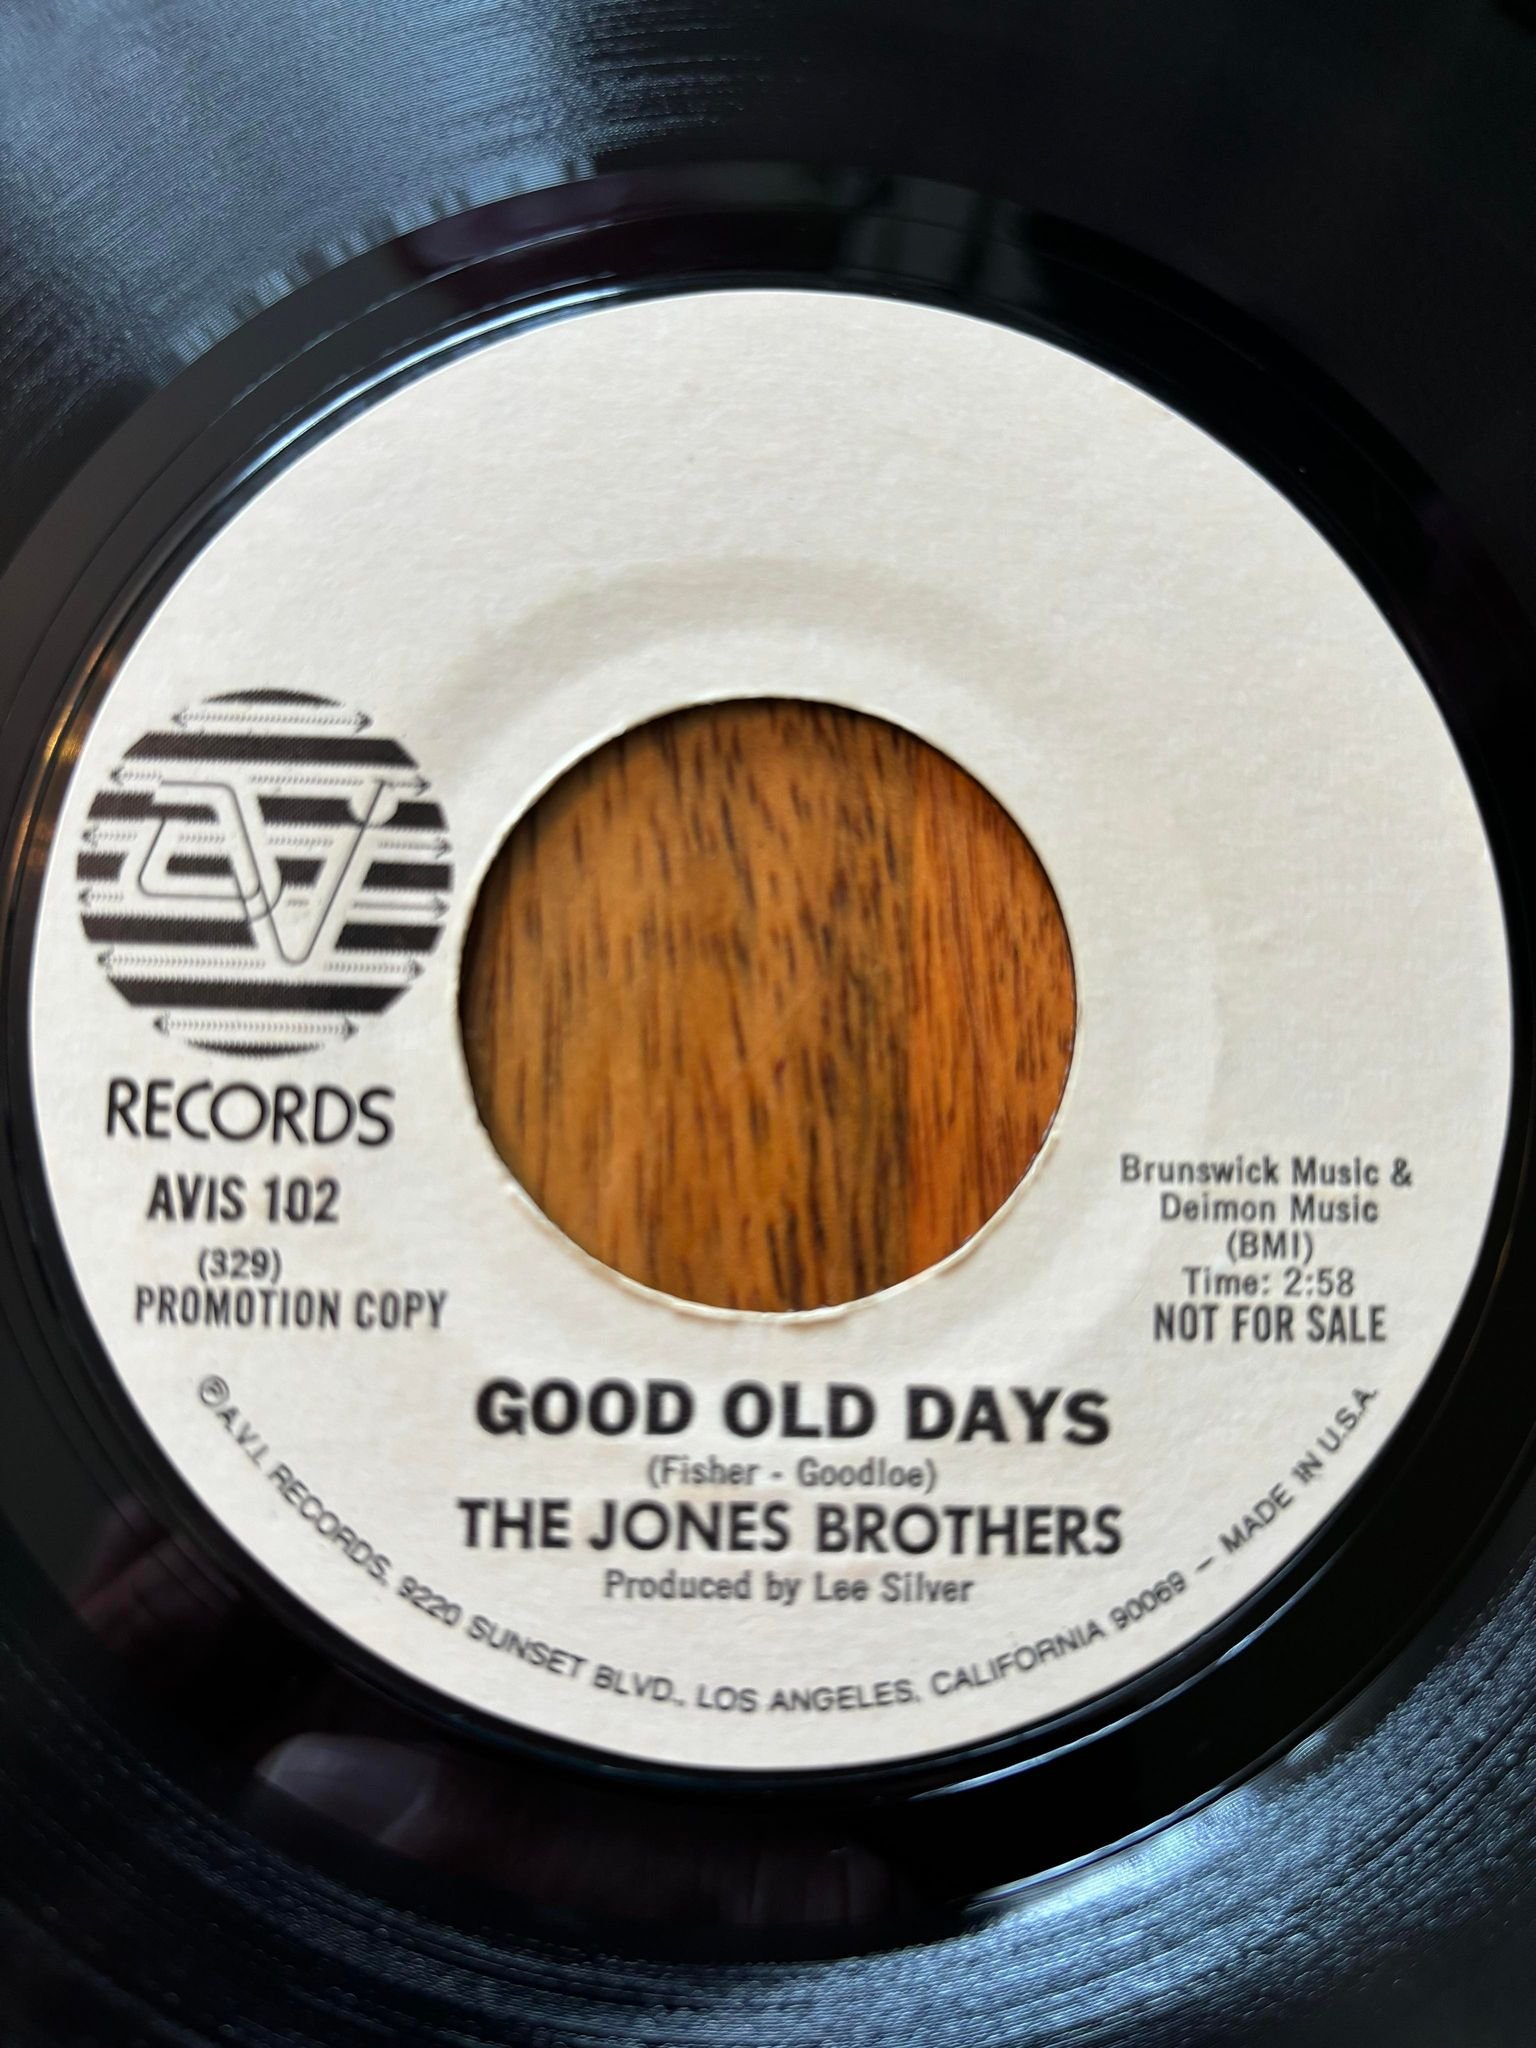 RECORDS
AVIS 102
(329)
PROMOTION COPY
Brunswick Music &
Deimon Music
(BMI)
Time: 2:58
NOT FOR SALE
GOOD OLD DAYS
(Fisher - Goodloe)
THE JONES BROTHERS
Produced by Lee Silver
Ⓟ A.V.I. RECORDS, 9220 SUNSET BLVD., LOS ANGELES, CALIFORNIA 90069 – MADE IN U.S.A.